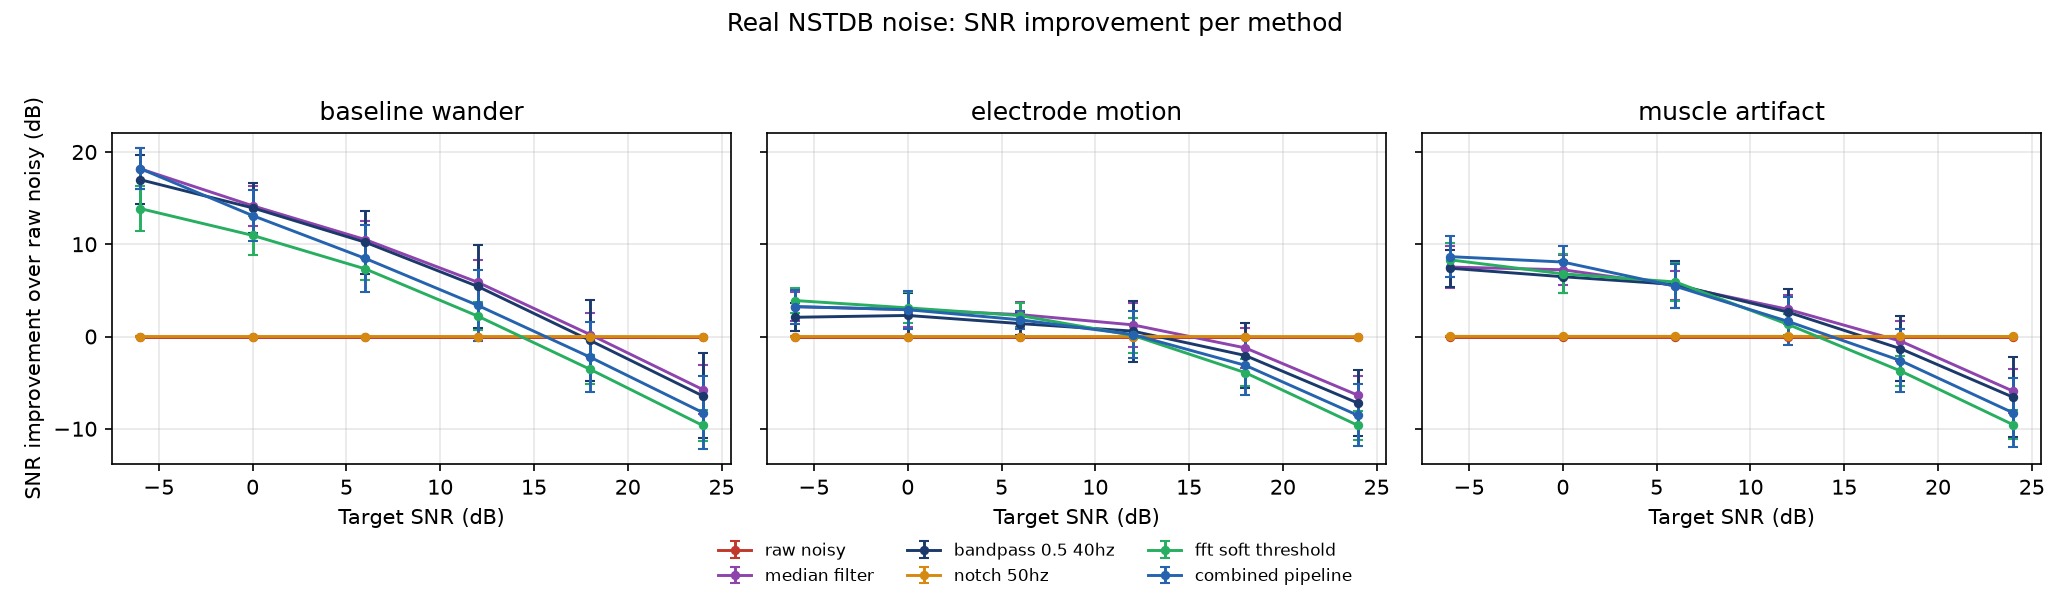 Real NSTDB noise: SNR improvement per method
baseline wander
electrode motion
muscle artifact
SNR improvement over raw noisy (dB)
20
10
0
−10
−5 0 5 10 15 20 25
−5 0 5 10 15 20 25
−5 0 5 10 15 20 25
Target SNR (dB)
Target SNR (dB)
Target SNR (dB)
raw noisy
median filter
bandpass 0.5 40hz
notch 50hz
fft soft threshold
combined pipeline